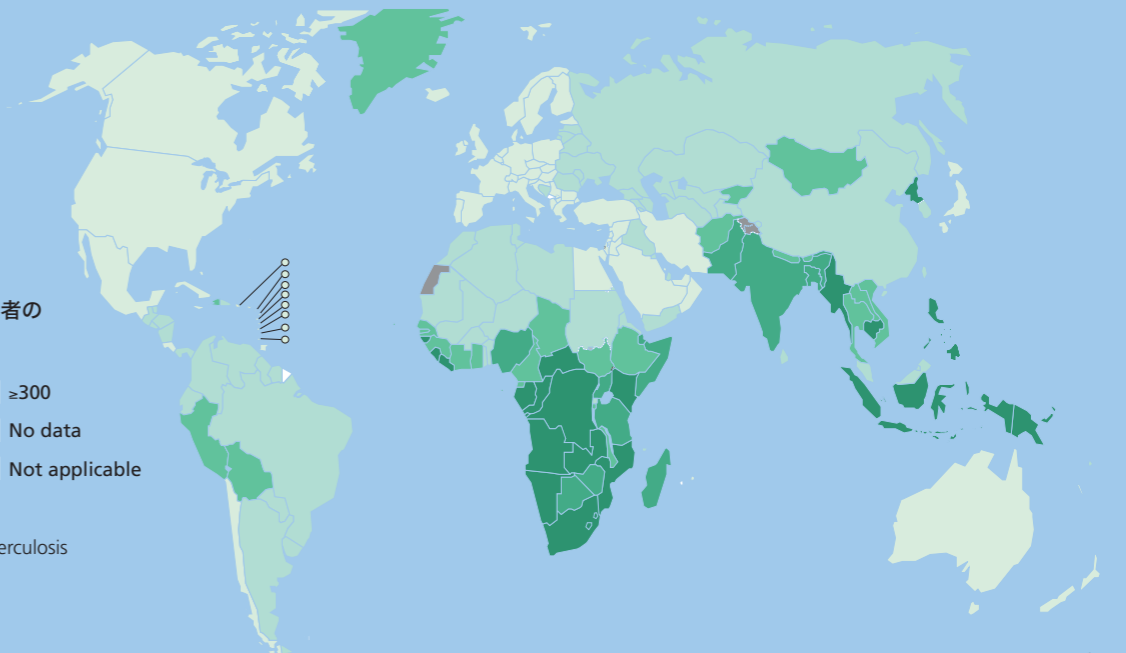 者の
≥300
No data
Not applicable
erculosis